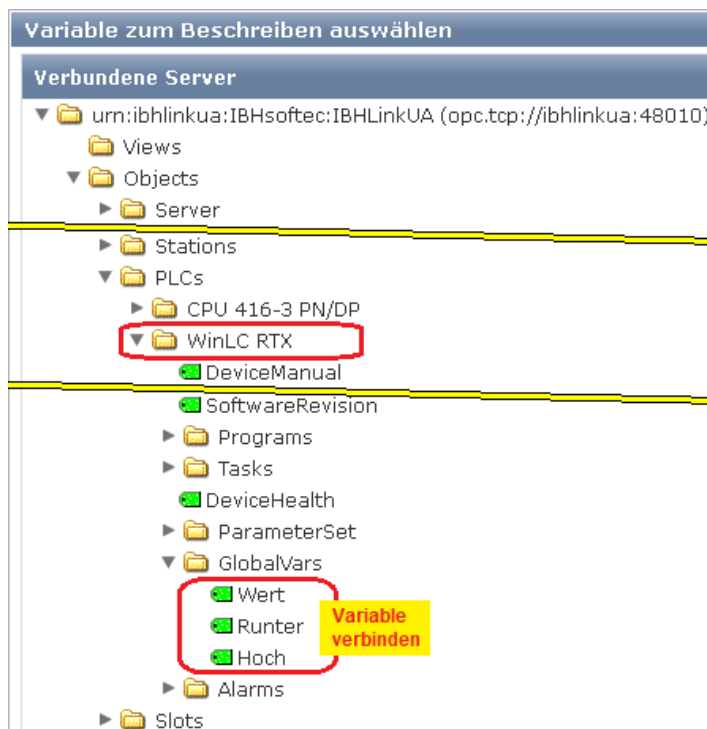 Variable zum Beschreiben auswählen
Verbundene Server
urn:ibhlinkua:IBHsoftec:IBHLinkUA (opc.tcp://ibhlinkua:48010)
Views
Objects
Server
Stations
PLCs
CPU 416-3 PN/DP
WinLC RTX
DeviceManual
SoftwareRevision
Programs
Tasks
DeviceHealth
ParameterSet
GlobalVars
Wert
Runter
Hoch
Variable
verbinden
Alarms
Slots